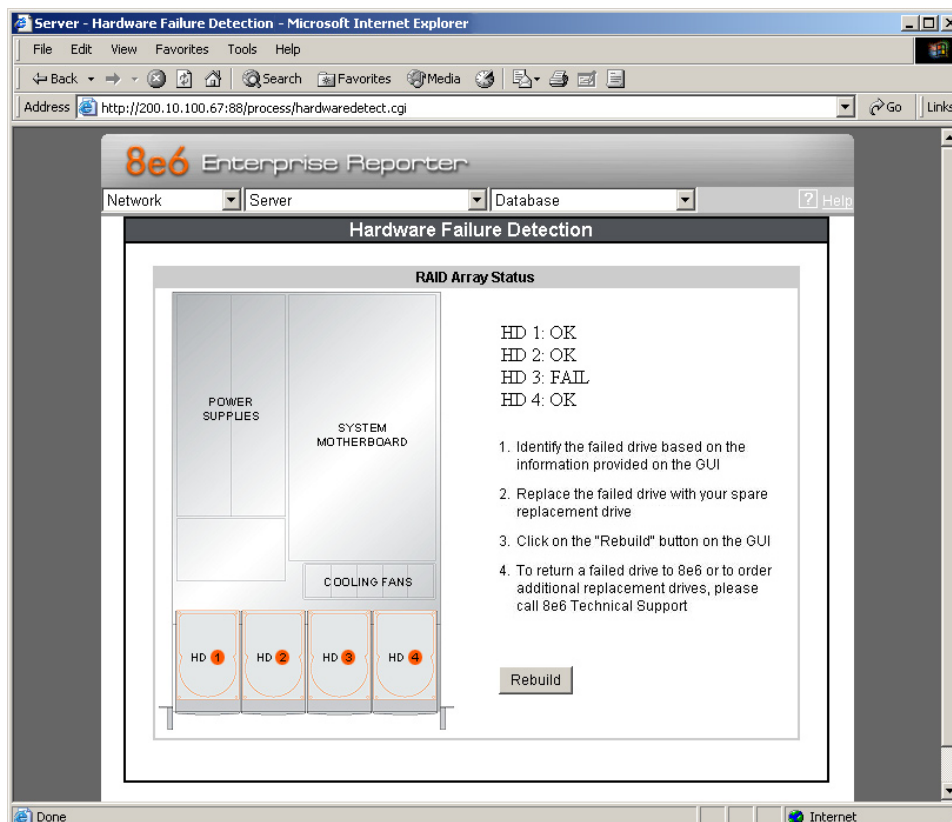 Server - Hardware Failure Detection - Microsoft Internet Explorer
File Edit View Favorites Tools Help
Back Search Favorites Media
Address http://200.10.100.67:88/process/hardwaredetect.cgi Go Links
8e6 Enterprise Reporter
Network Server Database ? Help
Hardware Failure Detection
RAID Array Status
HD 1: OK
HD 2: OK
HD 3: FAIL
HD 4: OK
POWER
SUPPLIES
SYSTEM
MOTHERBOARD
COOLING FANS
HD 1 HD 2 HD 3 HD 4
1. Identify the failed drive based on the
information provided on the GUI
2. Replace the failed drive with your spare
replacement drive
3. Click on the "Rebuild" button on the GUI
4. To return a failed drive to 8e6 or to order
additional replacement drives, please
call 8e6 Technical Support
Rebuild
Done Internet